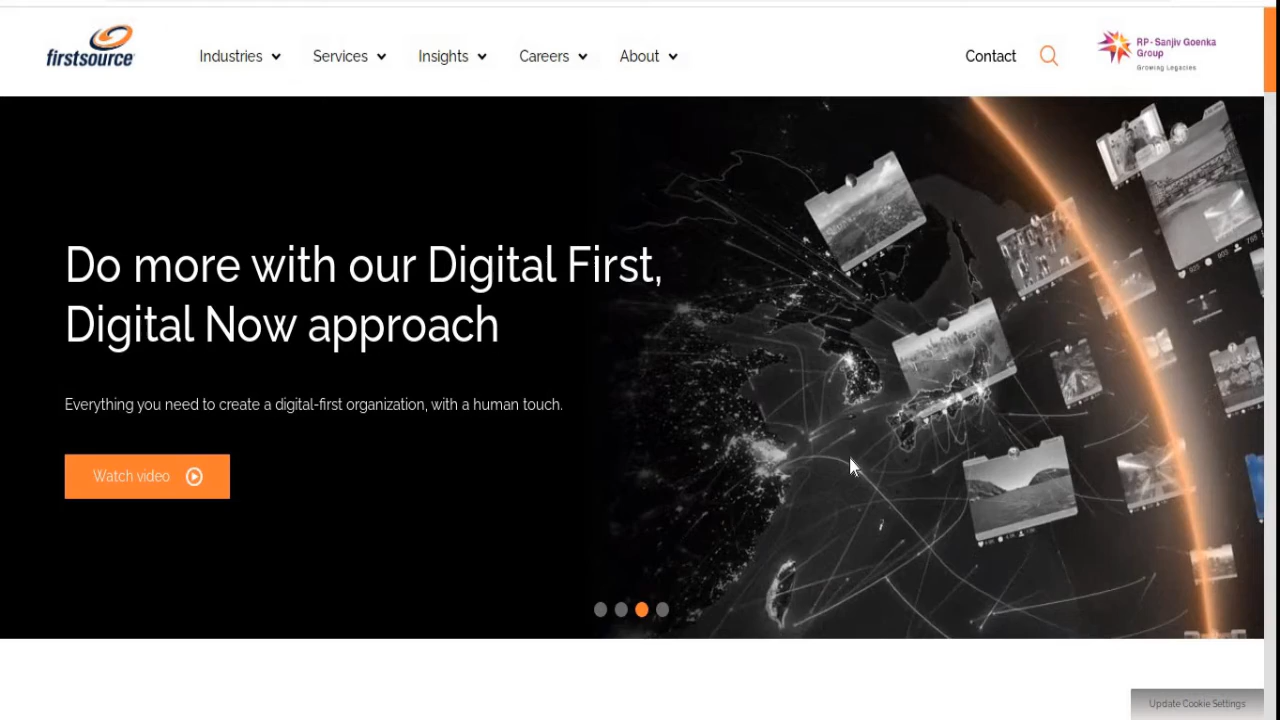 firstsource
Industries
Services
Insights
Careers
About
Contact
RP - Sanjiv Goenka
Group
Growing Legacies
Do more with our Digital First,
Digital Now approach
Everything you need to create a digital-first organization, with a human touch.
Watch video
Update Cookie Settings